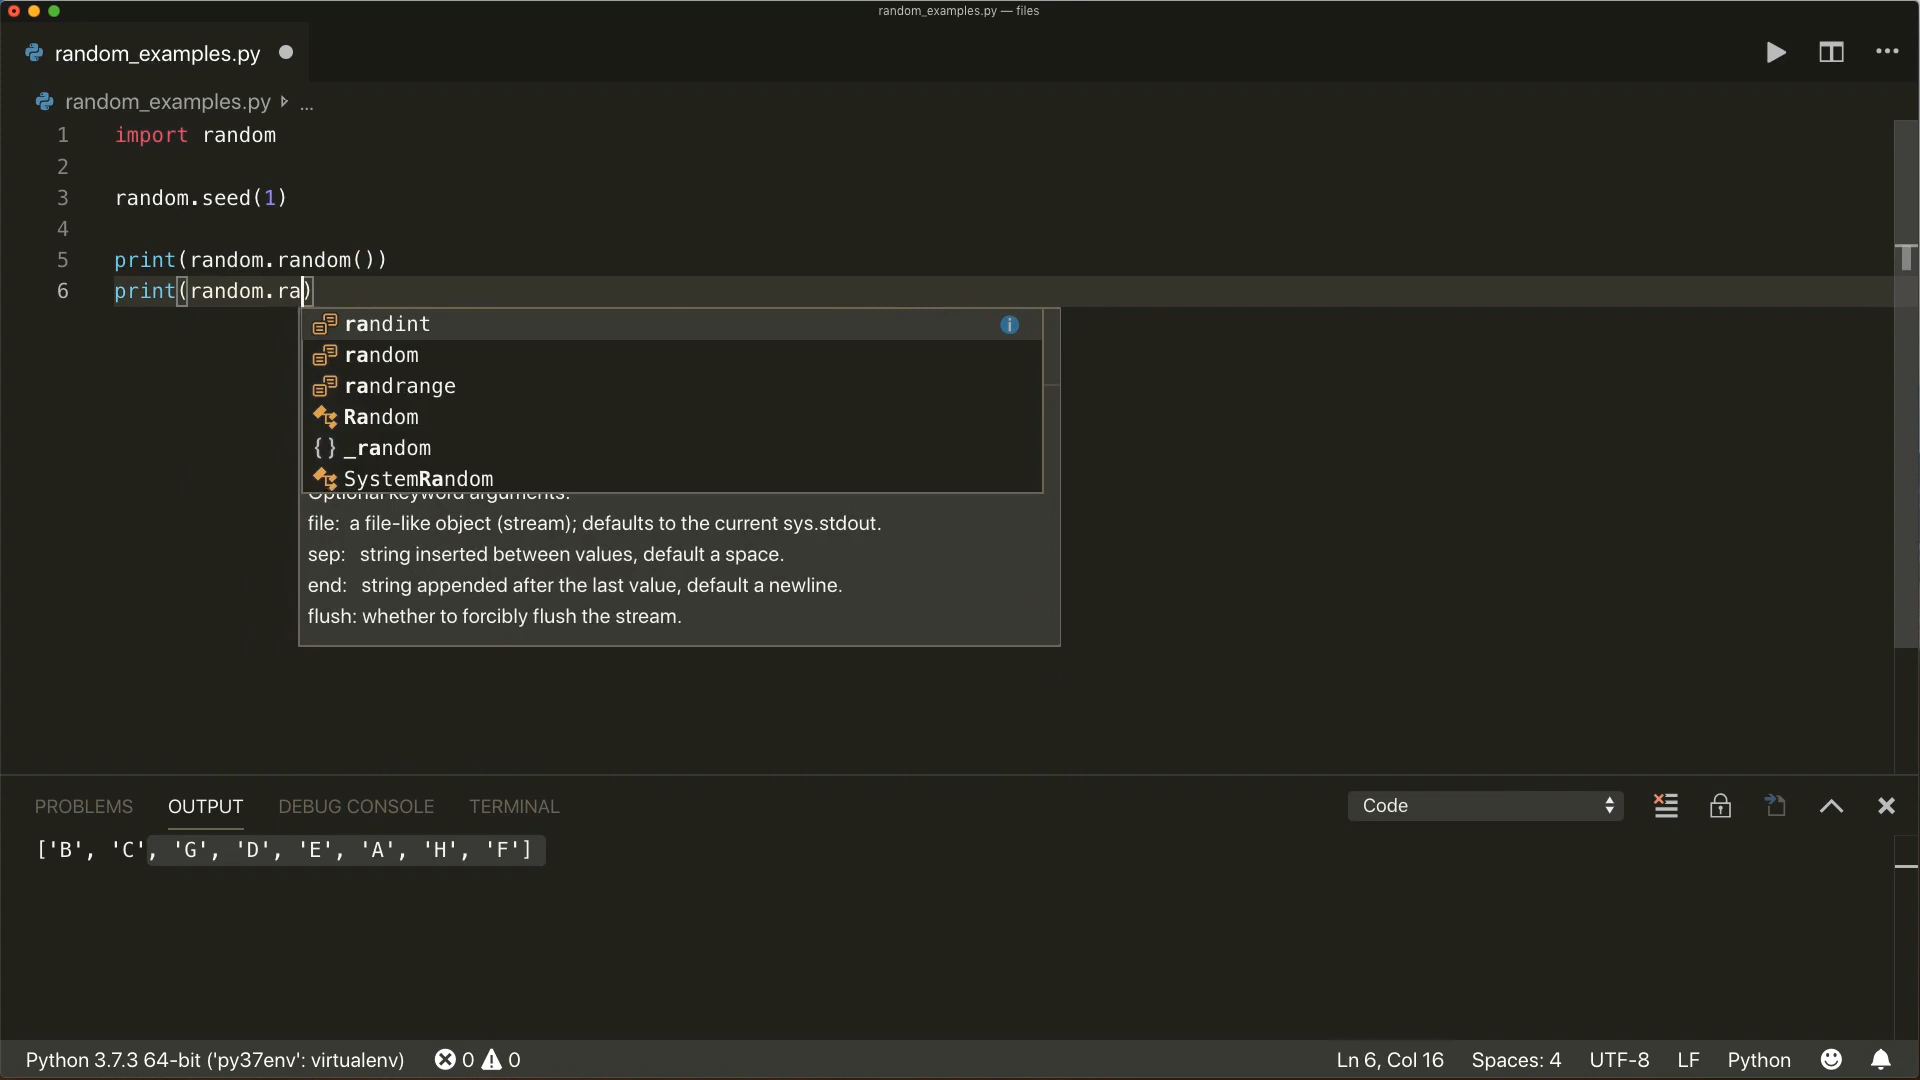 random_examples.py — files
random_examples.py
random_examples.py ...
1 import random
2
3 random.seed(1)
4
5 print(random.random())
6 print(random.ra)
randint
random
randrange
Random
{} _random
SystemRandom
Optional keyword arguments:
file: a file-like object (stream); defaults to the current sys.stdout.
sep: string inserted between values, default a space.
end: string appended after the last value, default a newline.
flush: whether to forcibly flush the stream.
PROBLEMS OUTPUT DEBUG CONSOLE TERMINAL Code
['B', 'C', 'G', 'D', 'E', 'A', 'H', 'F']
Python 3.7.3 64-bit ('py37env': virtualenv) 0 0 Ln 6, Col 16 Spaces: 4 UTF-8 LF Python